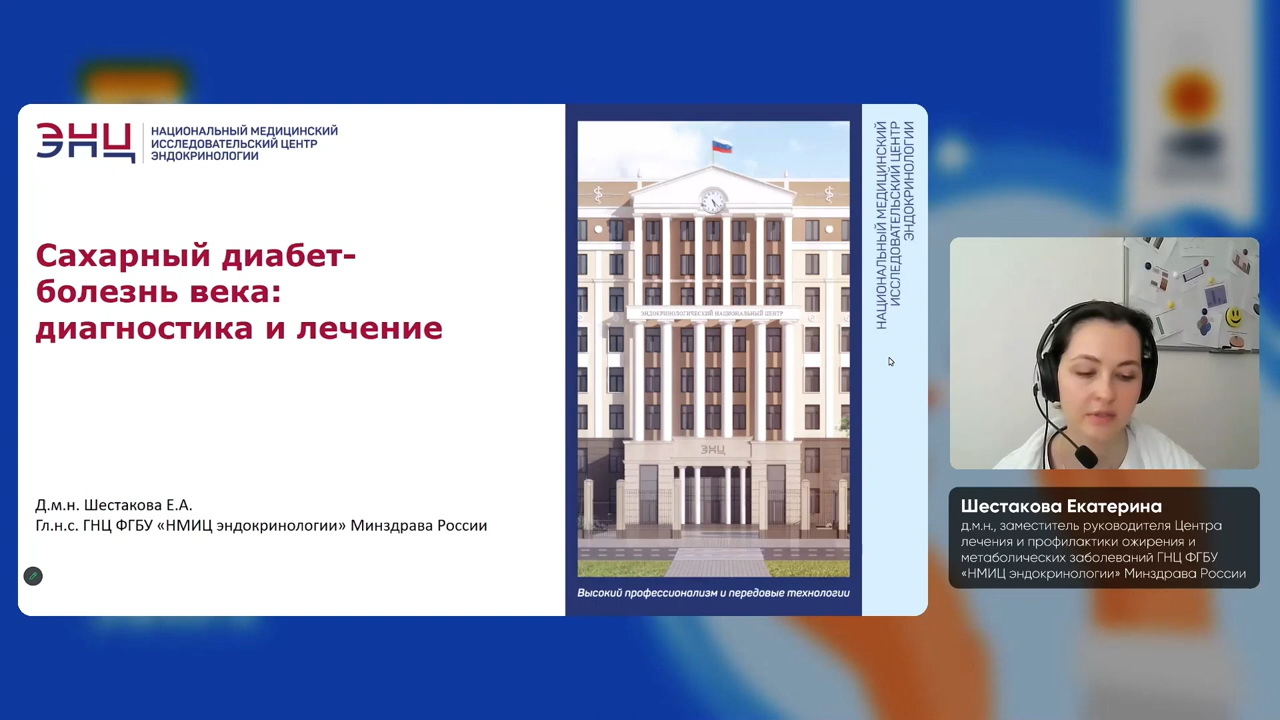 ЭНЦ
НАЦИОНАЛЬНЫЙ МЕДИЦИНСКИЙ
ИССЛЕДОВАТЕЛЬСКИЙ ЦЕНТР
ЭНДОКРИНОЛОГИИ
Сахарный диабет-
болезнь века:
диагностика и лечение
Д.м.н. Шестакова Е.А.
Гл.н.с. ГНЦ ФГБУ «НМИЦ эндокринологии» Минздрава России
ЭНДОКРИНОЛОГИЧЕСКИЙ НАЦИОНАЛЬНЫЙ ЦЕНТР
ЭНЦ
Высокий профессионализм и передовые технологии
НАЦИОНАЛЬНЫЙ МЕДИЦИНСКИЙ
ИССЛЕДОВАТЕЛЬСКИЙ ЦЕНТР
ЭНДОКРИНОЛОГИИ
Шестакова Екатерина
д.м.н., заместитель руководителя Центра
лечения и профилактики ожирения и
метаболических заболеваний ГНЦ ФГБУ
«НМИЦ эндокринологии» Минздрава России